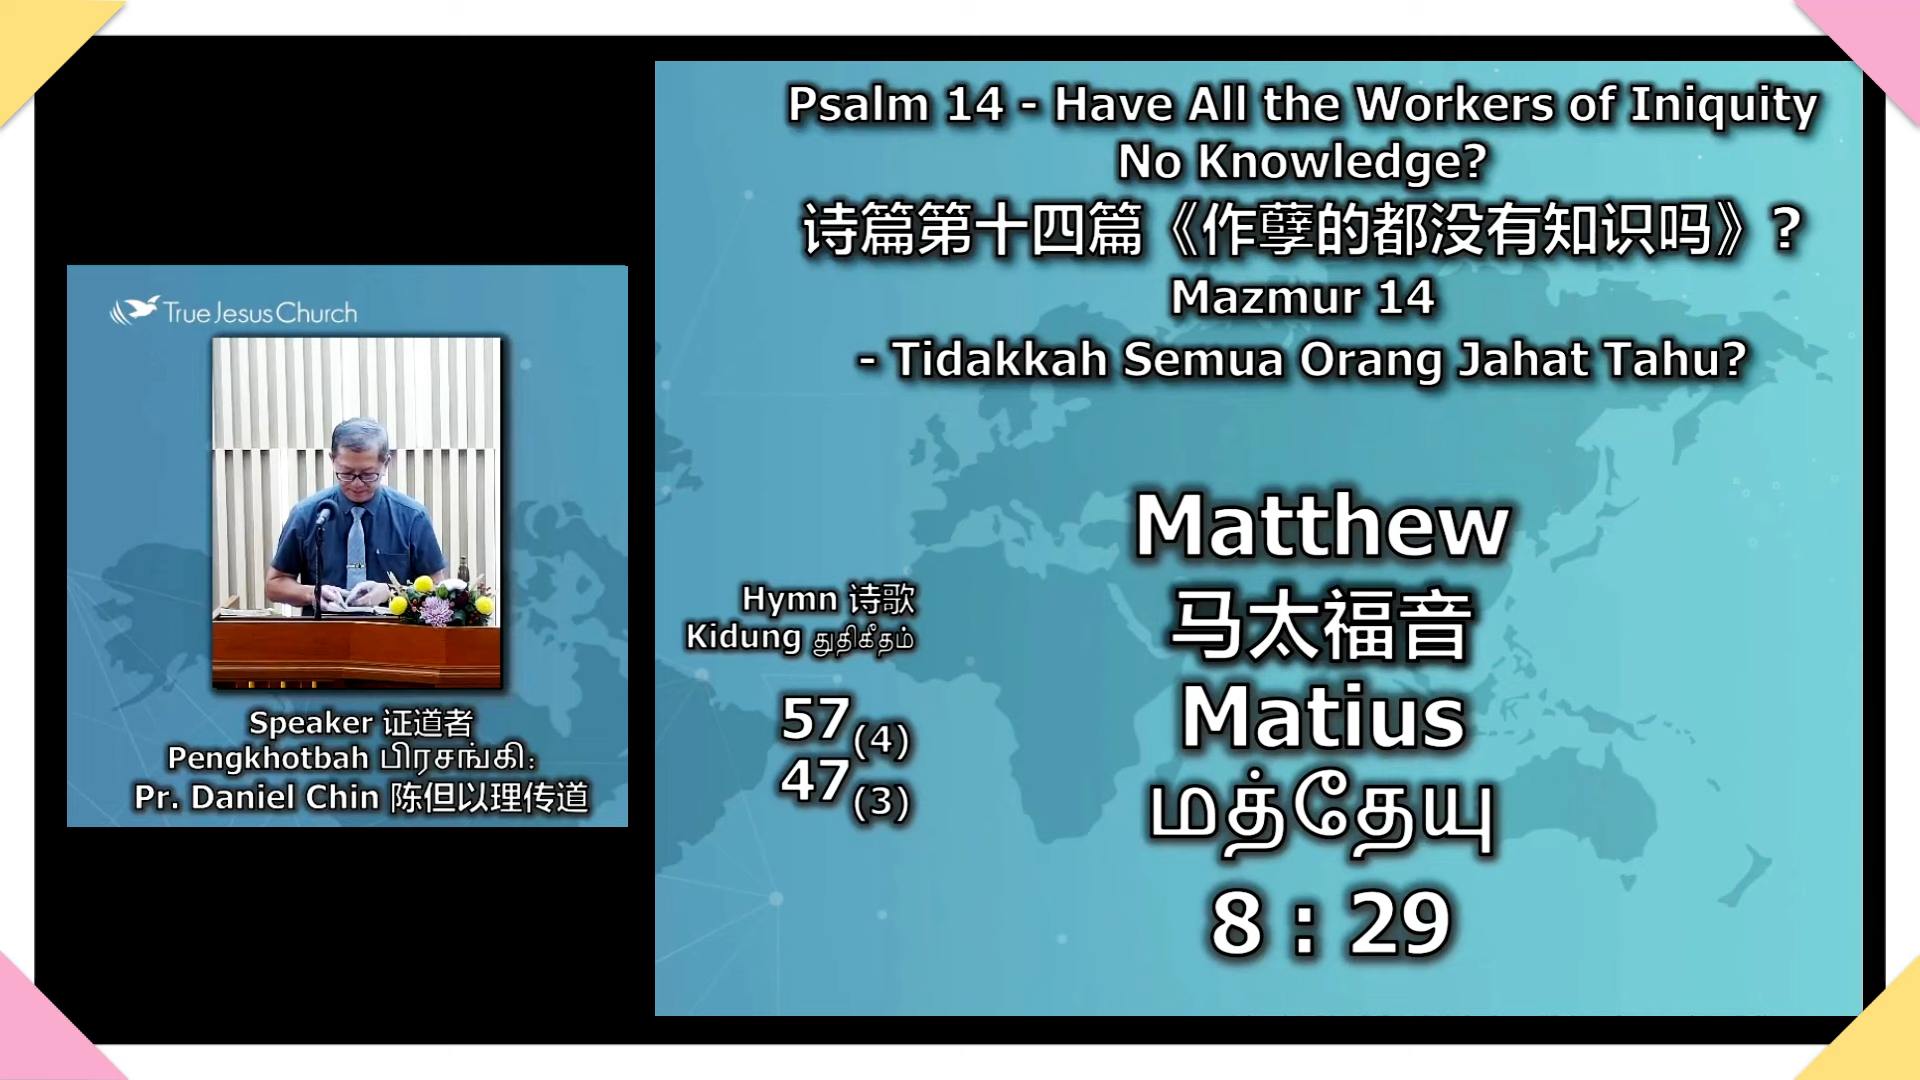 True Jesus Church
Speaker 证道者
Pengkhotbah பிரசங்கி:
Pr. Daniel Chin 陈但以理传道
Psalm 14 - Have All the Workers of Iniquity
No Knowledge?
诗篇第十四篇《作孽的都没有知识吗》?
Mazmur 14
- Tidakkah Semua Orang Jahat Tahu?
Hymn 诗歌
Kidung துதிகீதம்
57(4)
47(3)
Matthew
马太福音
Matius
மத்தேயு
8 : 29